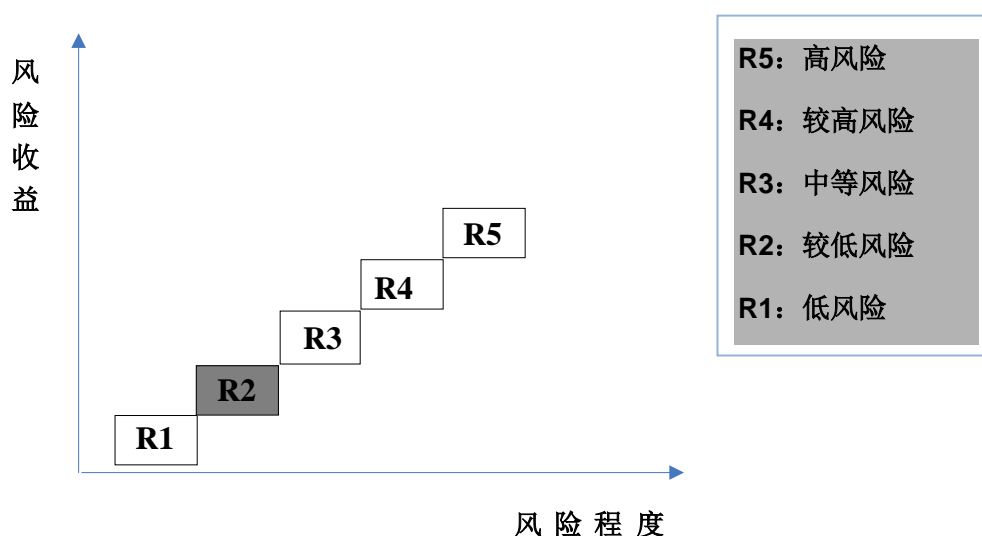 风险收益
R5
R4
R3
R2
R1
风险程度
R5：高风险
R4：较高风险
R3：中等风险
R2：较低风险
R1：低风险